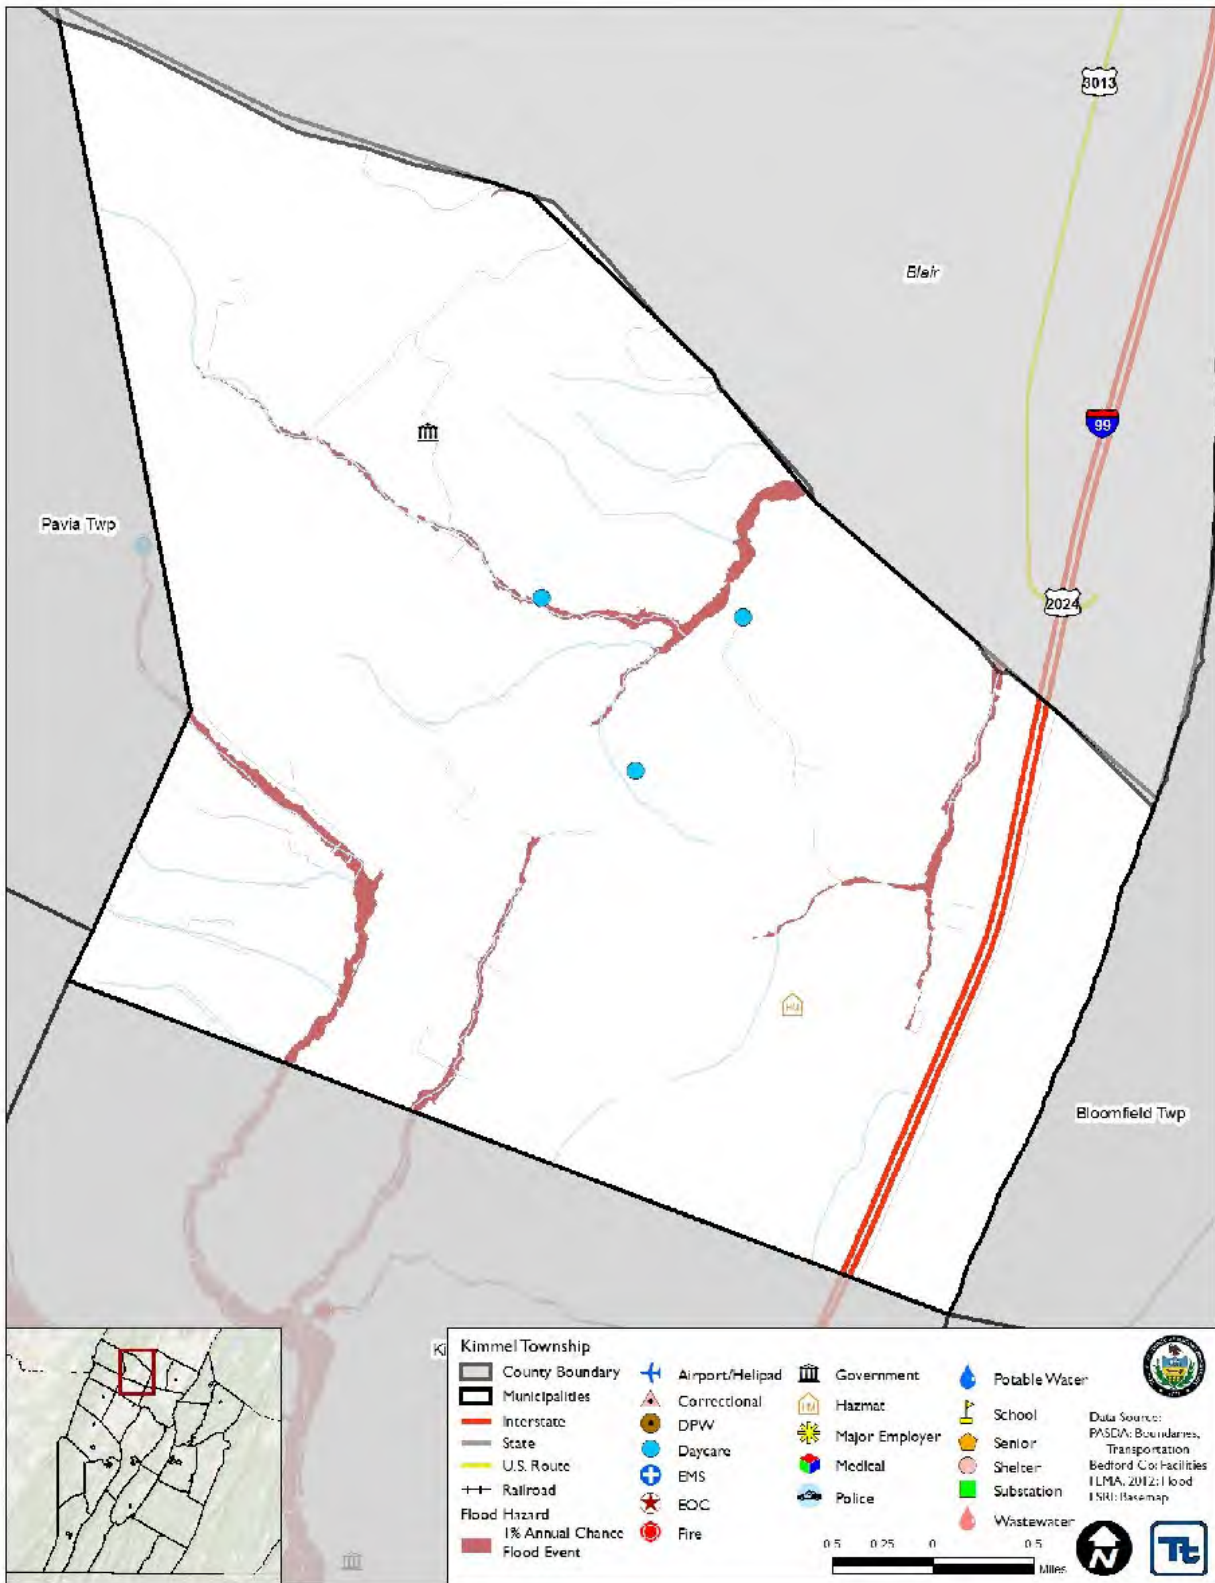 3013
Blair
99
Pavia Twp
2024
Bloomfield Twp
Ki
Kimmel Township
County Boundary
Municipalities
Interstate
State
U.S. Route
Railroad
Flood Hazard
1% Annual Chance
Flood Event
Airport/Helipad
Correctional
DPW
Daycare
EMS
EOC
Fire
Government
HM
Hazmat
Major Employer
Medical
Police
Potable Water
School
Senior
Shelter
Substation
Wastewater
Data Source:
PASDA: Boundaries,
Transportation
Bedford Co: Facilities
FEMA, 2012: Flood
ESRI: Basemap
0.5 0.25 0 0.5
Miles
N
Tt